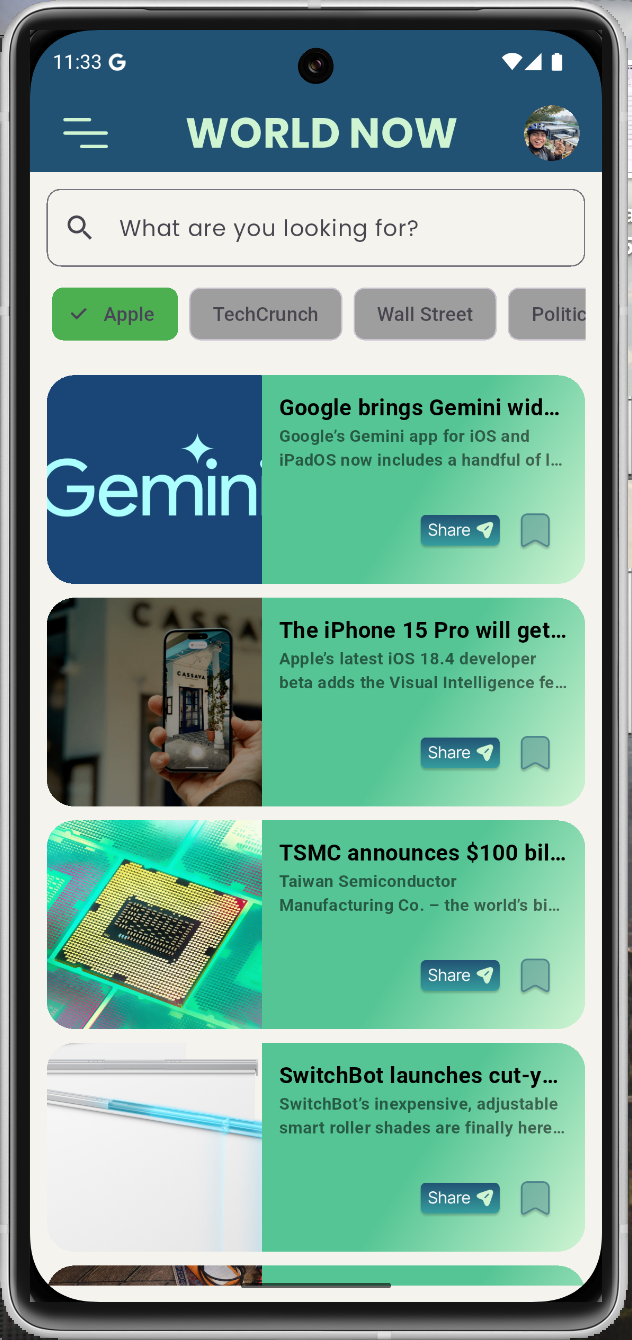 11:33 G
WORLD NOW
What are you looking for?
Apple TechCrunch Wall Street Politic
Gemini
Google brings Gemini wid...
Google's Gemini app for iOS and
iPadOS now includes a handful of l...
Share
CASSAVA
CASSAVA
The iPhone 15 Pro will get...
Apple's latest iOS 18.4 developer
beta adds the Visual Intelligence fe...
Share
TSMC announces $100 bil...
Taiwan Semiconductor
Manufacturing Co. – the world's bi...
Share
SwitchBot launches cut-y...
SwitchBot's inexpensive, adjustable
smart roller shades are finally here...
Share